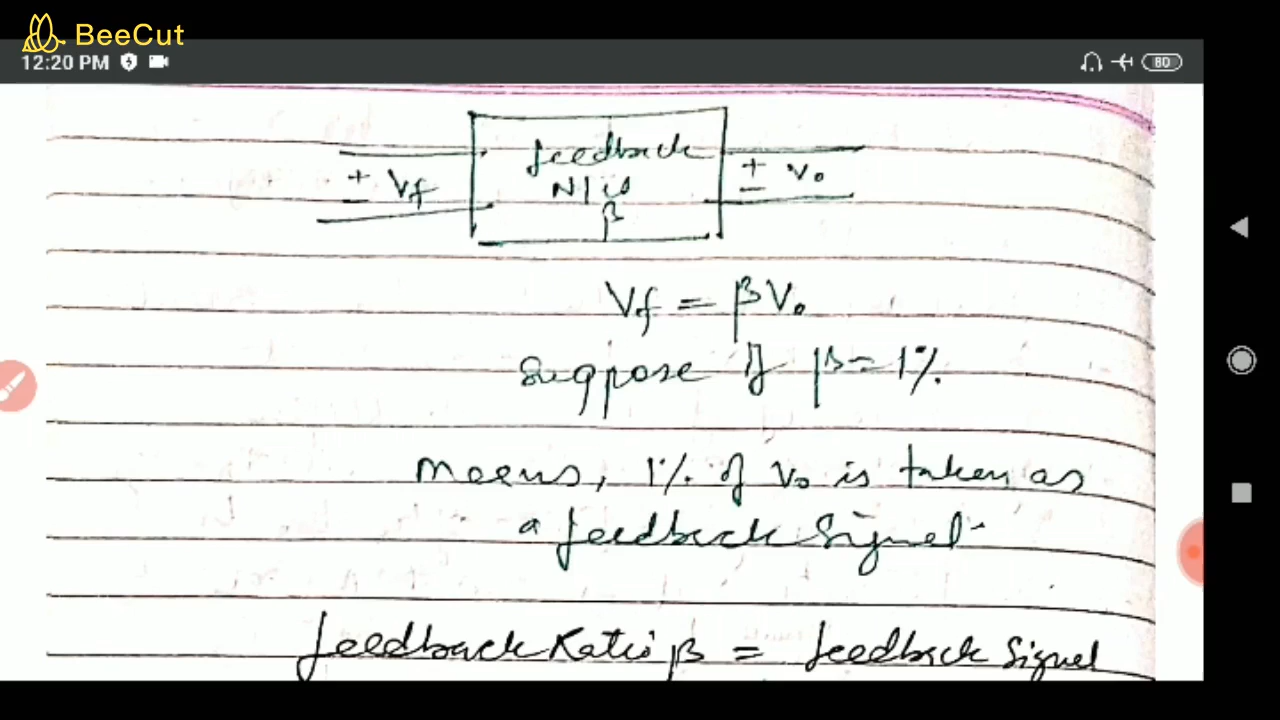 BeeCut
12:20 PM
80
feedback
N/w
β
+ Vf -
+ Vo -
Vf = βVo
Suppose if β = 1%
Means, 1% of Vo is taken as
a feedback signal.
feedback Ratio β = feedback signal